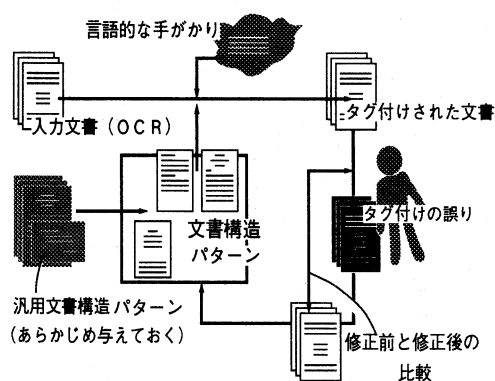 言語的な手がかり
入力文書(OCR)
タグ付けされた文書
文書構造
パターン
タグ付けの誤り
汎用文書構造パターン
(あらかじめ与えておく)
修正前と修正後の
比較